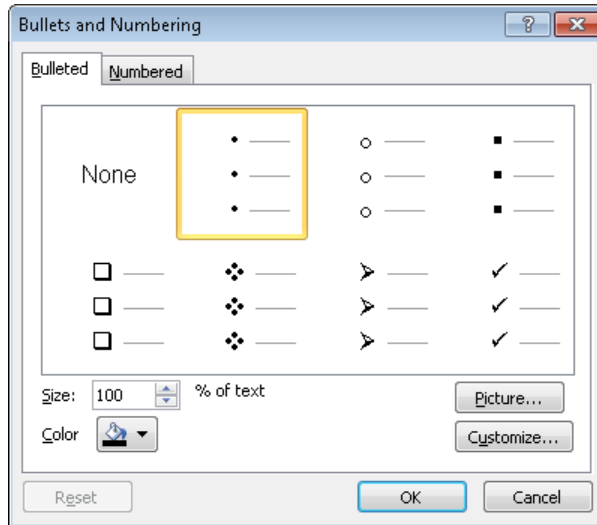 Bullets and Numbering
Bulleted Numbered
None
Size: 100 % of text
Picture...
Color
Customize...
Reset OK Cancel